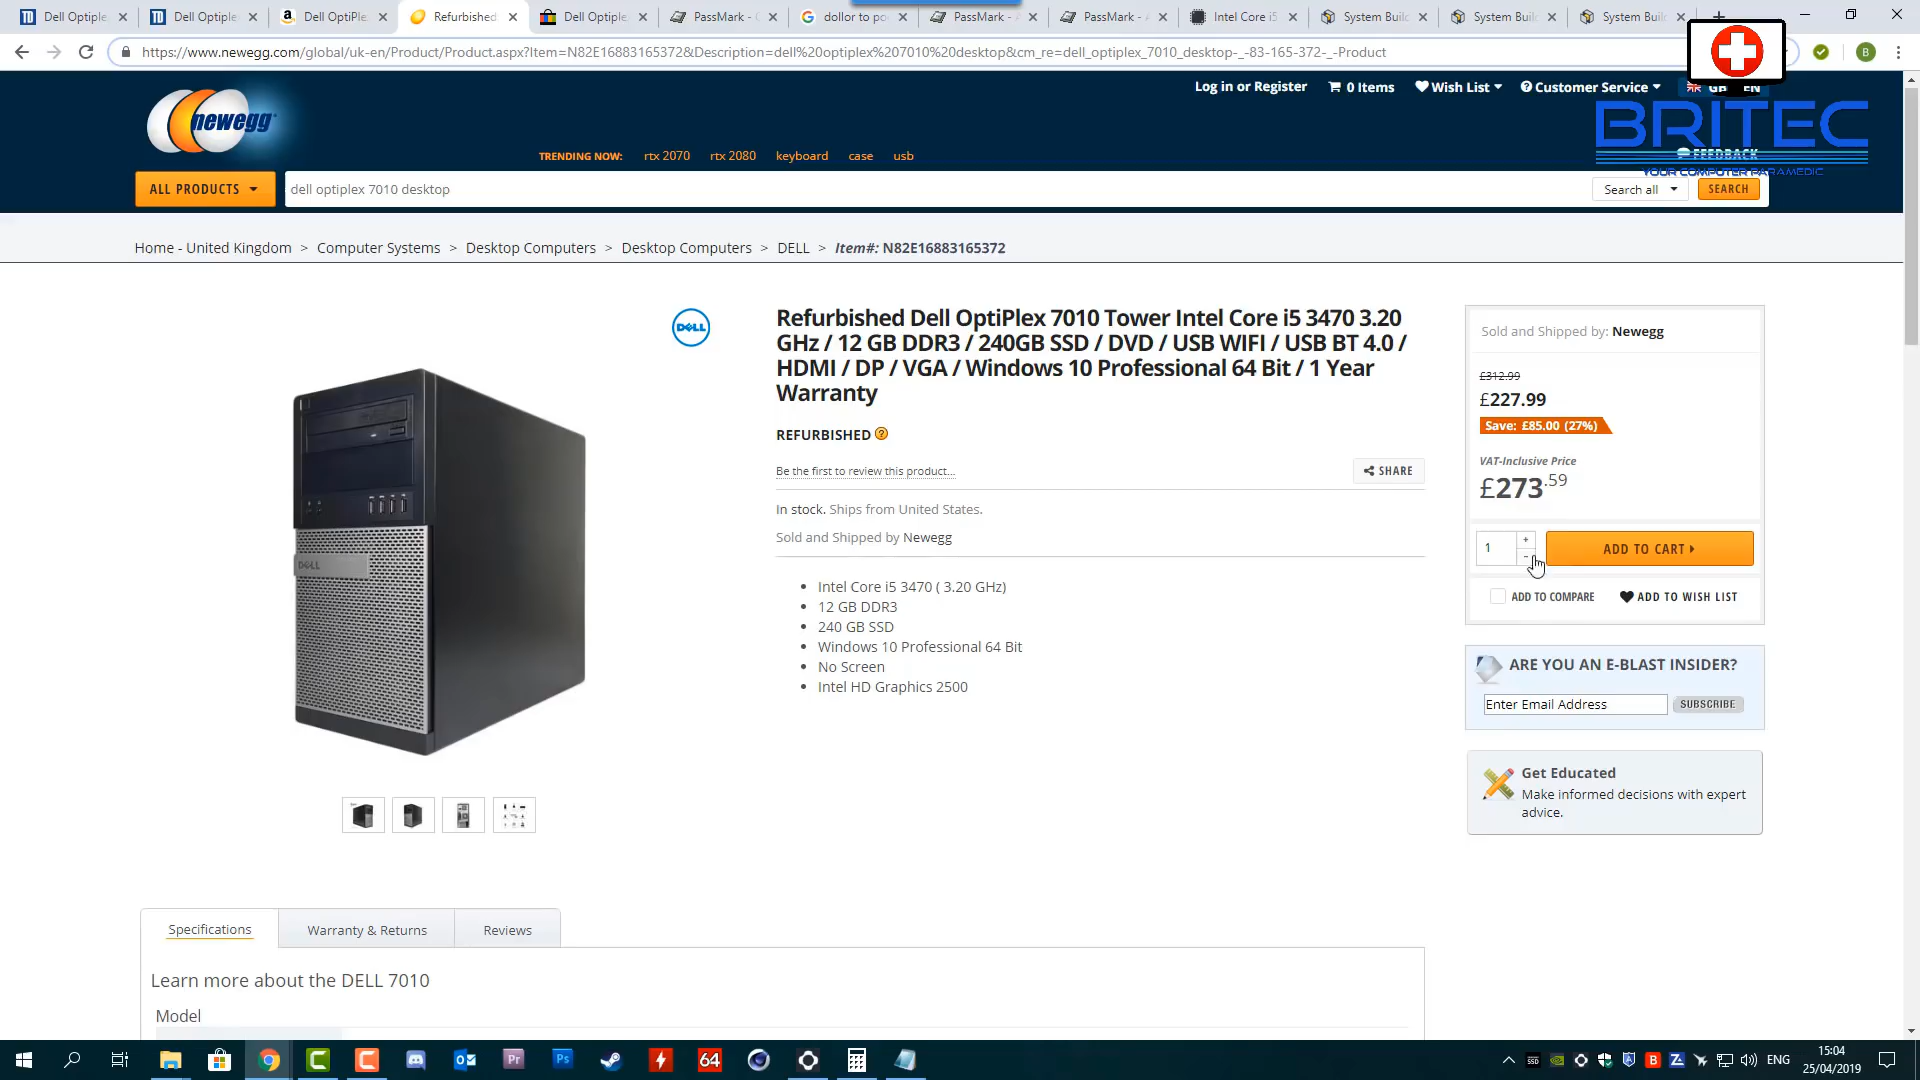 Dell Optiple
Dell Optiple
Dell OptiPle
Refurbished
Dell Optiple
PassMark -
dollor to po
PassMark -
PassMark -
Intel Core i5
System Buil
System Buil
System Buil
https://www.newegg.com/global/uk-en/Product/Product.aspx?Item=N82E16883165372&Description=dell%20optiplex%207010%20desktop&cm_re=dell_optiplex_7010_desktop-_-83-165-372-_-Product
B
newegg
Log in or Register
0 Items
Wish List
Customer Service
GB EN
BRITEC
FEEDBACK
YOUR COMPUTER PARAMEDIC
TRENDING NOW: rtx 2070 rtx 2080 keyboard case usb
ALL PRODUCTS
dell optiplex 7010 desktop
Search all
SEARCH
Home - United Kingdom > Computer Systems > Desktop Computers > Desktop Computers > DELL > Item#: N82E16883165372
DELL
Refurbished Dell OptiPlex 7010 Tower Intel Core i5 3470 3.20
GHz / 12 GB DDR3 / 240GB SSD / DVD / USB WIFI / USB BT 4.0 /
HDMI / DP / VGA / Windows 10 Professional 64 Bit / 1 Year
Warranty
REFURBISHED ?
Be the first to review this product...
SHARE
In stock. Ships from United States.
Sold and Shipped by Newegg
Intel Core i5 3470 ( 3.20 GHz)
12 GB DDR3
240 GB SSD
Windows 10 Professional 64 Bit
No Screen
Intel HD Graphics 2500
DELL
Sold and Shipped by: Newegg
£312.99
£227.99
Save: £85.00 (27%)
VAT-Inclusive Price
£273.59
1
+
-
ADD TO CART
ADD TO COMPARE
ADD TO WISH LIST
ARE YOU AN E-BLAST INSIDER?
Enter Email Address
SUBSCRIBE
Get Educated
Make informed decisions with expert
advice.
Specifications
Warranty & Returns
Reviews
Learn more about the DELL 7010
Model
Pr
Ps
64
SSD
B
Z
ENG
15:04
25/04/2019